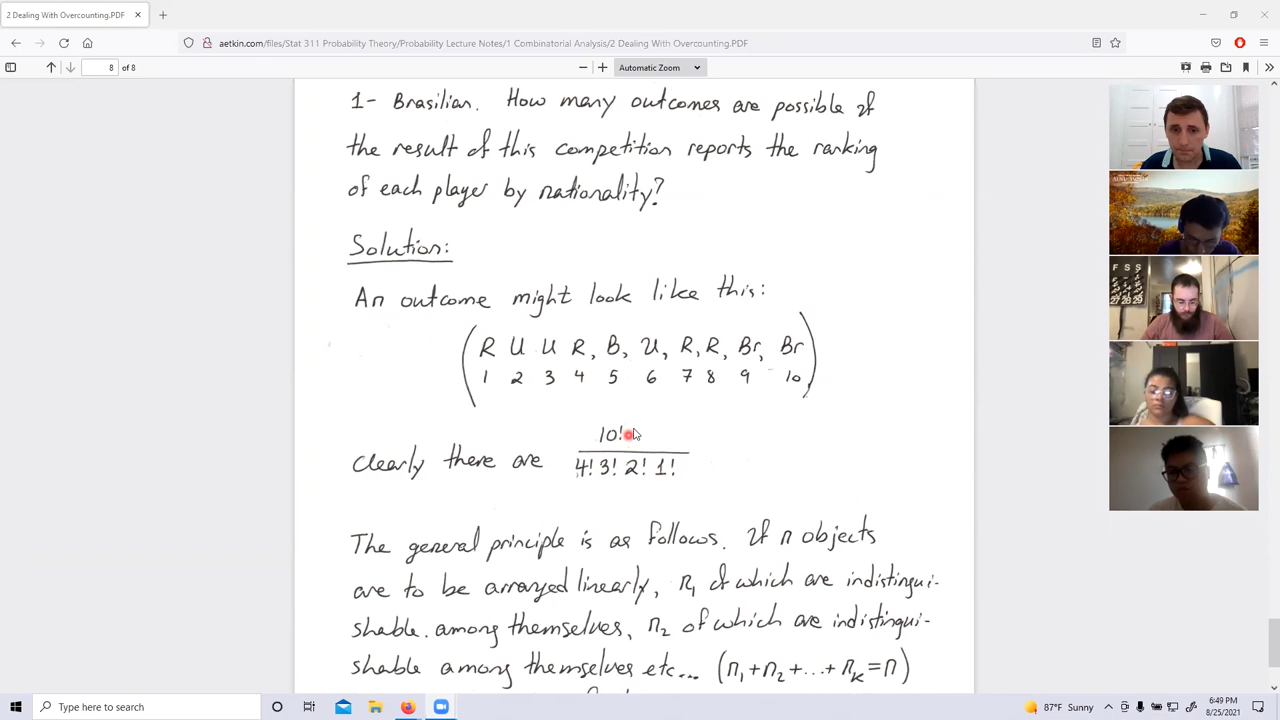 2 Dealing With Overcounting.PDF
aetkin.com/files/Stat 311 Probability Theory/Probability Lecture Notes/1 Combinatorial Analysis/2 Dealing With Overcounting.PDF
8 of 8
Automatic Zoom
1- Brasilian. How many outcomes are possible if
the result of this competition reports the ranking
of each player by nationality?
Solution:
An outcome might look like this:
(R U U R, B, U, R, R, Br, Br)
1 2 3 4 5 6 7 8 9 10
10!
clearly there are
4! 3! 2! 1!
The general principle is as follows. If n objects
are to be arranged linearly, n₁ of which are indistingui-
shable among themselves, n₂ of which are indistingui-
shable among themselves etc... (n₁+n₂+...+nₖ=n)
F S S
27 28 29
Type here to search
87°F Sunny
6:49 PM
8/25/2021